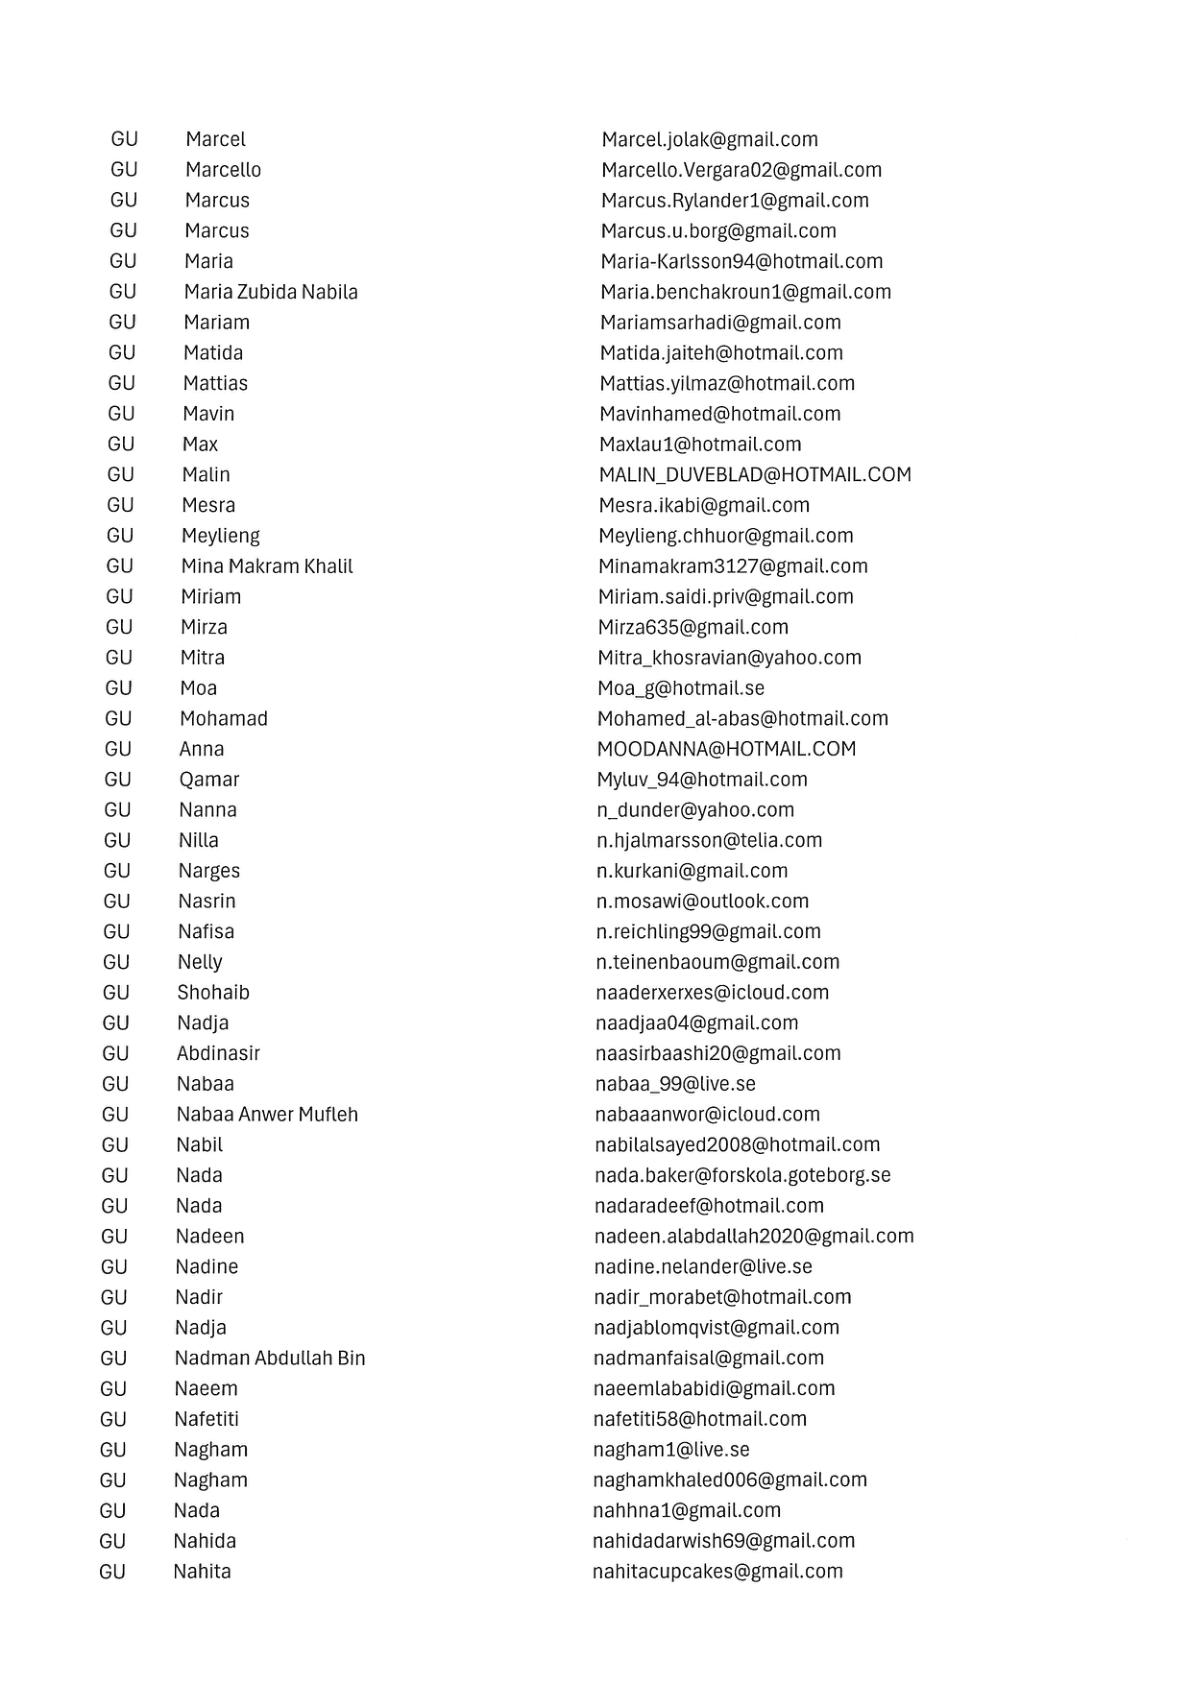 GU Marcel Marcel.jolak@gmail.com
GU Marcello Marcello.Vergara02@gmail.com
GU Marcus Marcus.Rylander1@gmail.com
GU Marcus Marcus.u.borg@gmail.com
GU Maria Maria-Karlsson94@hotmail.com
GU Maria Zubida Nabila Maria.benchakroun1@gmail.com
GU Mariam Mariamsarhadi@gmail.com
GU Matida Matida.jaiteh@hotmail.com
GU Mattias Mattias.yilmaz@hotmail.com
GU Mavin Mavinhamed@hotmail.com
GU Max Maxlau1@hotmail.com
GU Malin MALIN_DUVEBLAD@HOTMAIL.COM
GU Mesra Mesra.ikabi@gmail.com
GU Meylieng Meylieng.chhuor@gmail.com
GU Mina Makram Khalil Minamakram3127@gmail.com
GU Miriam Miriam.saidi.priv@gmail.com
GU Mirza Mirza635@gmail.com
GU Mitra Mitra_khosravian@yahoo.com
GU Moa Moa_g@hotmail.se
GU Mohamad Mohamed_al-abas@hotmail.com
GU Anna MOODANNA@HOTMAIL.COM
GU Qamar Myluv_94@hotmail.com
GU Nanna n_dunder@yahoo.com
GU Nilla n.hjalmarsson@telia.com
GU Narges n.kurkani@gmail.com
GU Nasrin n.mosawi@outlook.com
GU Nafisa n.reichling99@gmail.com
GU Nelly n.teinenbaoum@gmail.com
GU Shohaib naaderxerxes@icloud.com
GU Nadja naadjaa04@gmail.com
GU Abdinasir naasirbaashi20@gmail.com
GU Nabaa nabaa_99@live.se
GU Nabaa Anwer Mufleh nabaaanwor@icloud.com
GU Nabil nabilalsayed2008@hotmail.com
GU Nada nada.baker@forskola.goteborg.se
GU Nada nadaradeef@hotmail.com
GU Nadeen nadeen.alabdallah2020@gmail.com
GU Nadine nadine.nelander@live.se
GU Nadir nadir_morabet@hotmail.com
GU Nadja nadjablomqvist@gmail.com
GU Nadman Abdullah Bin nadmanfaisal@gmail.com
GU Naeem naeemlababidi@gmail.com
GU Nafetiti nafetiti58@hotmail.com
GU Nagham nagham1@live.se
GU Nagham naghamkhaled006@gmail.com
GU Nada nahhna1@gmail.com
GU Nahida nahidadarwish69@gmail.com
GU Nahita nahitacupcakes@gmail.com